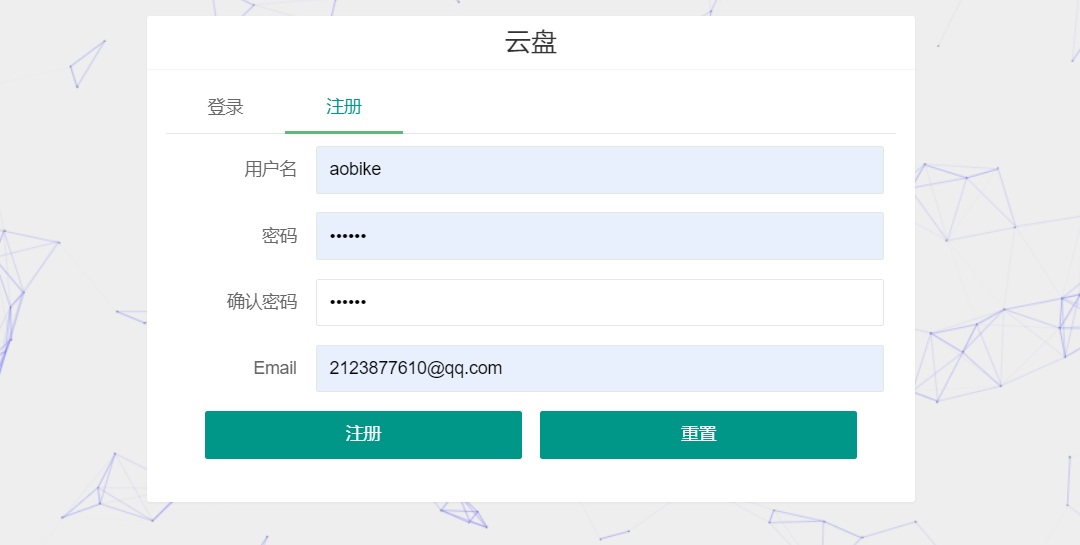 云盘
登录 注册
用户名 aobike
密码 ••••••
确认密码 ••••••
Email 2123877610@qq.com
注册 重置